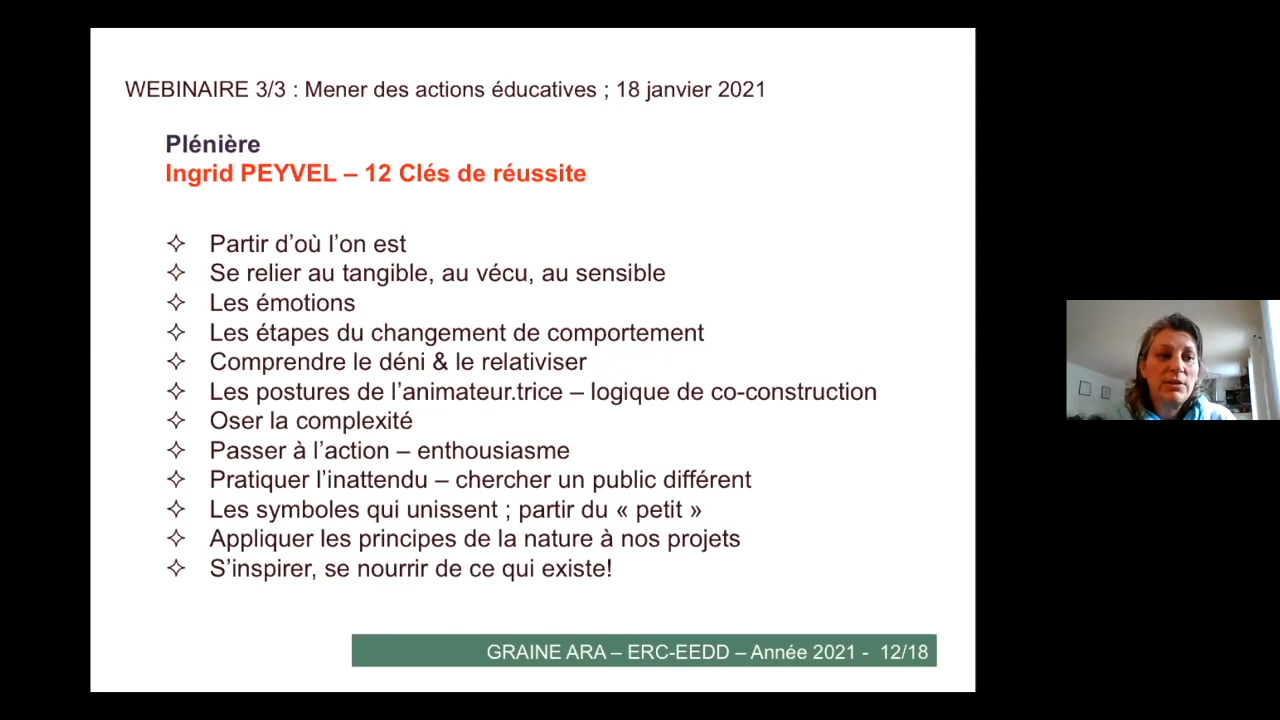 WEBINAIRE 3/3 : Mener des actions éducatives ; 18 janvier 2021
Plénière
Ingrid PEYVEL – 12 Clés de réussite
✧ Partir d’où l’on est
✧ Se relier au tangible, au vécu, au sensible
✧ Les émotions
✧ Les étapes du changement de comportement
✧ Comprendre le déni & le relativiser
✧ Les postures de l’animateur.trice – logique de co-construction
✧ Oser la complexité
✧ Passer à l’action – enthousiasme
✧ Pratiquer l’inattendu – chercher un public différent
✧ Les symboles qui unissent ; partir du « petit »
✧ Appliquer les principes de la nature à nos projets
✧ S’inspirer, se nourrir de ce qui existe!
GRAINE ARA – ERC-EEDD – Année 2021 - 12/18